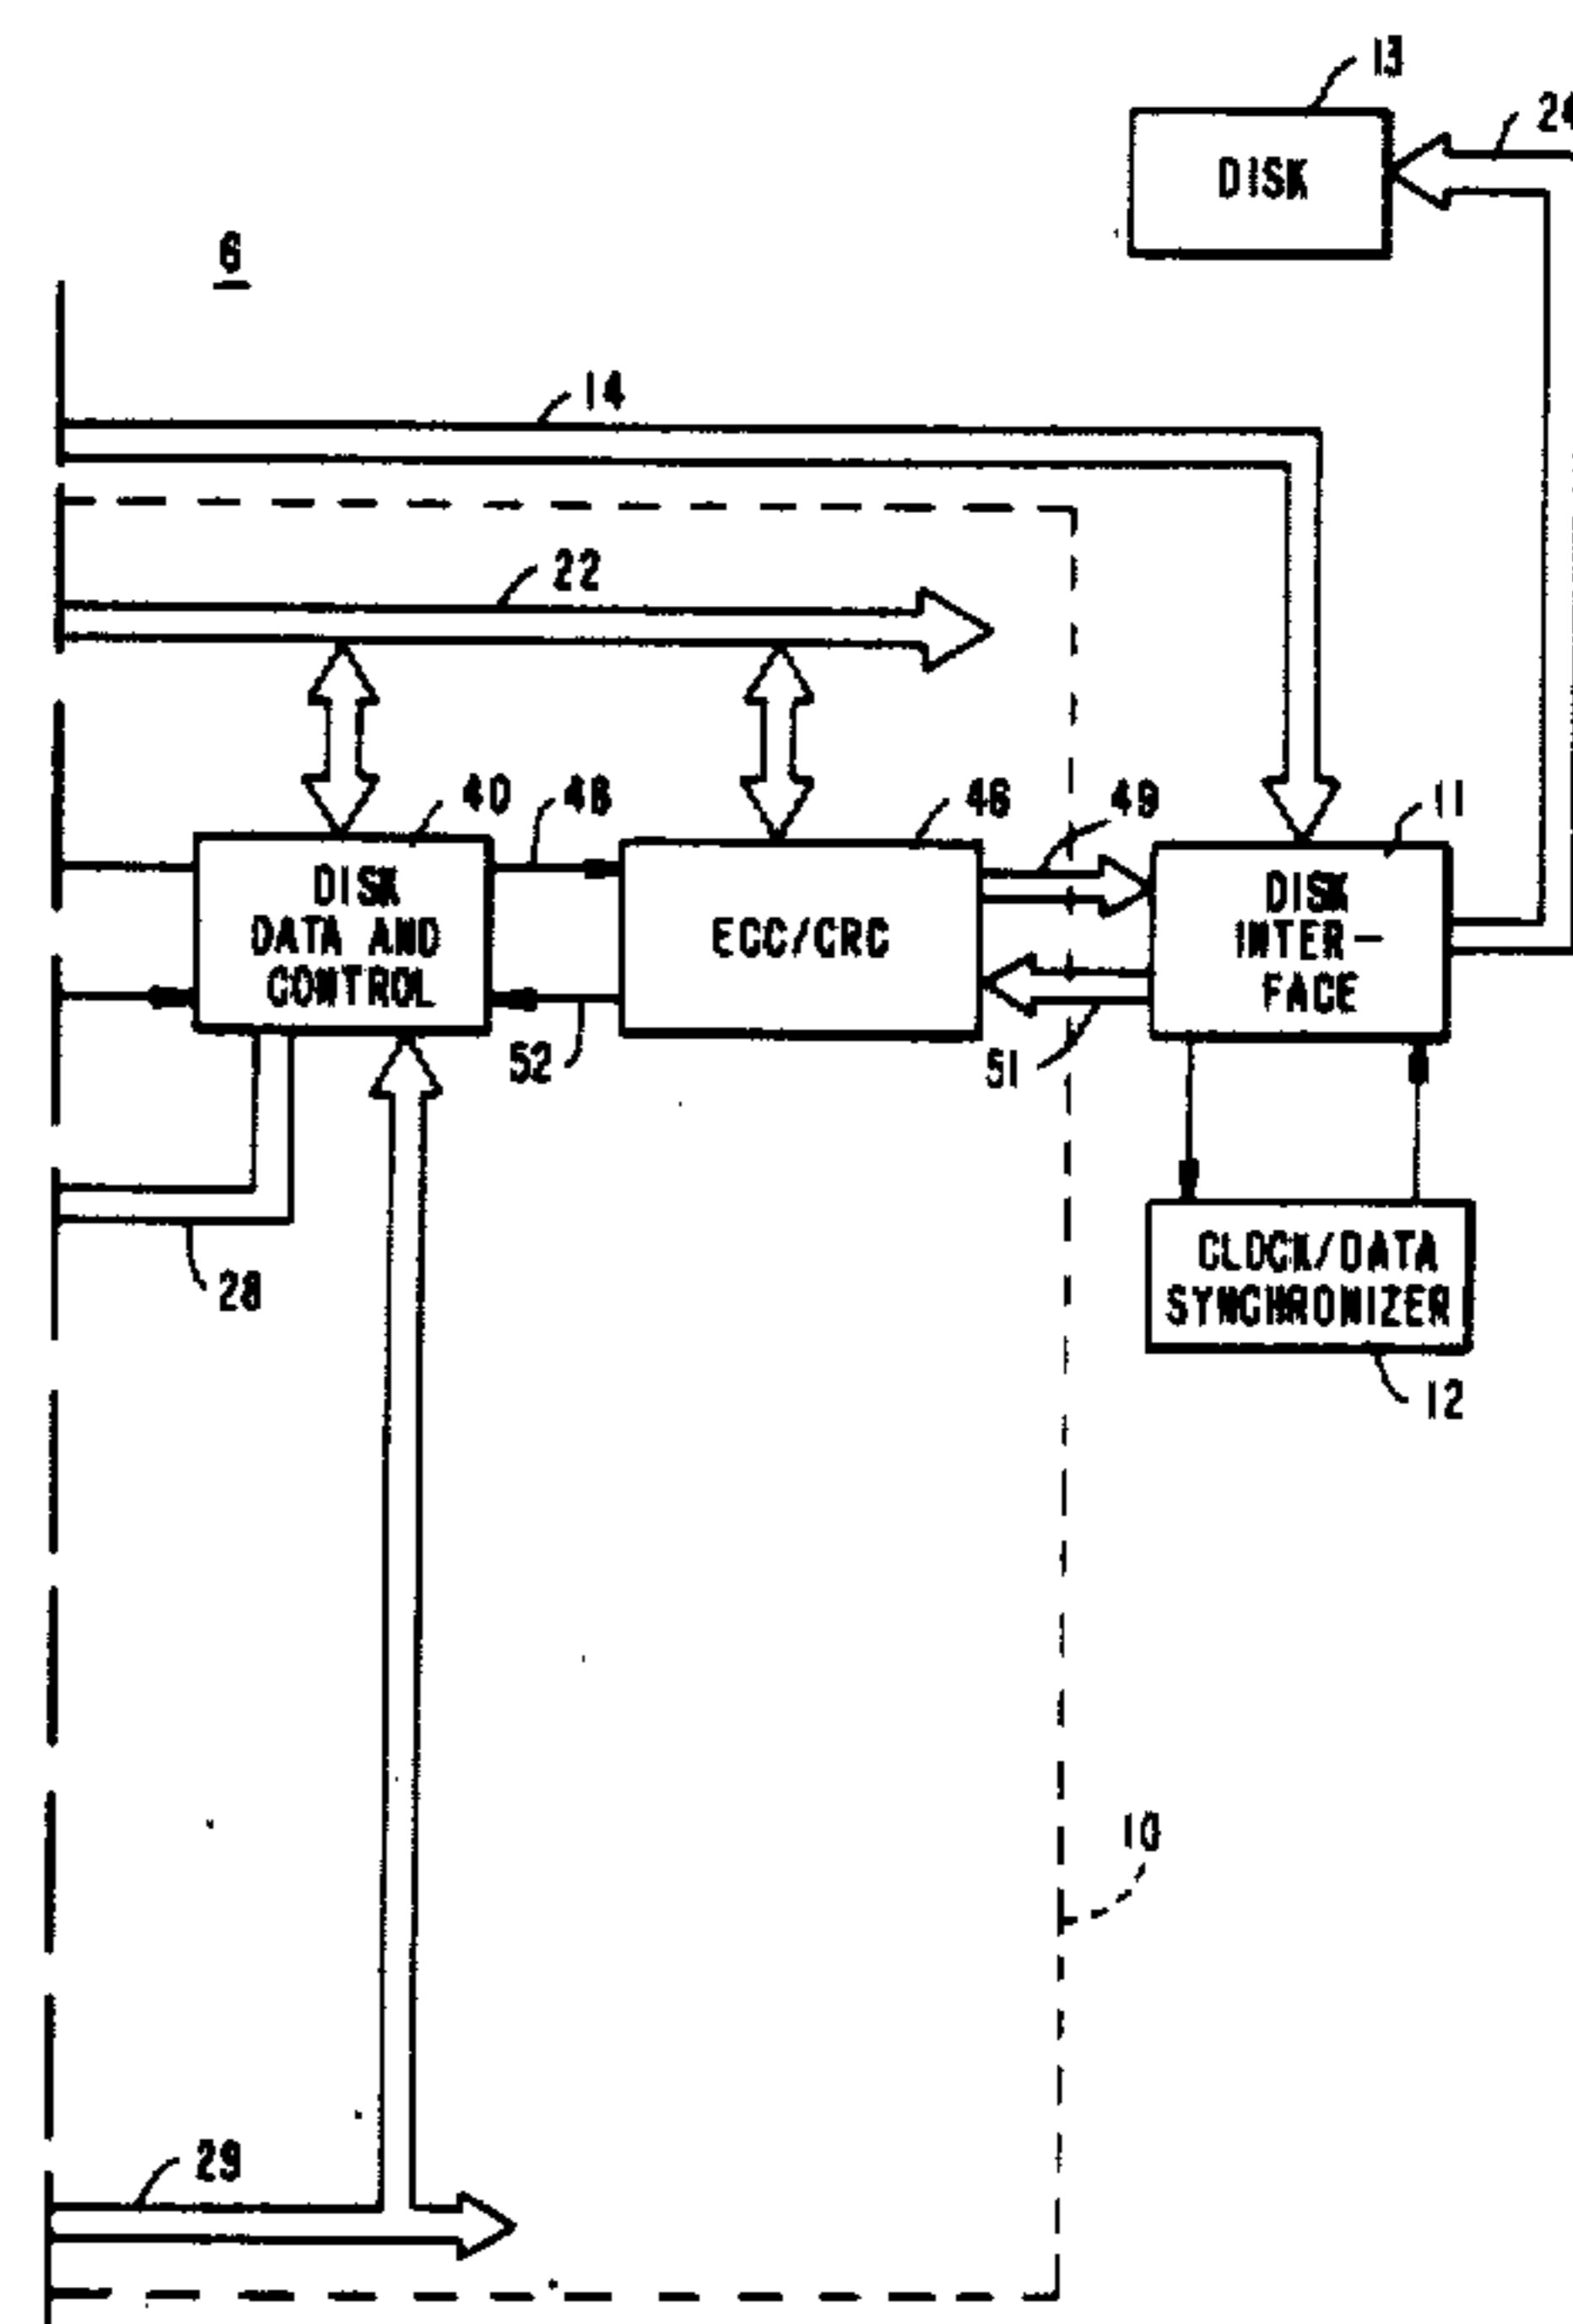 13
DISK
24
6
14
22
40
48
46
49
11
DISK
DATA AND
CONTROL
ECC/CRC
DISK
INTER-
FACE
52
51
28
CLOCK/DATA
SYNCHRONIZER
12
10
29